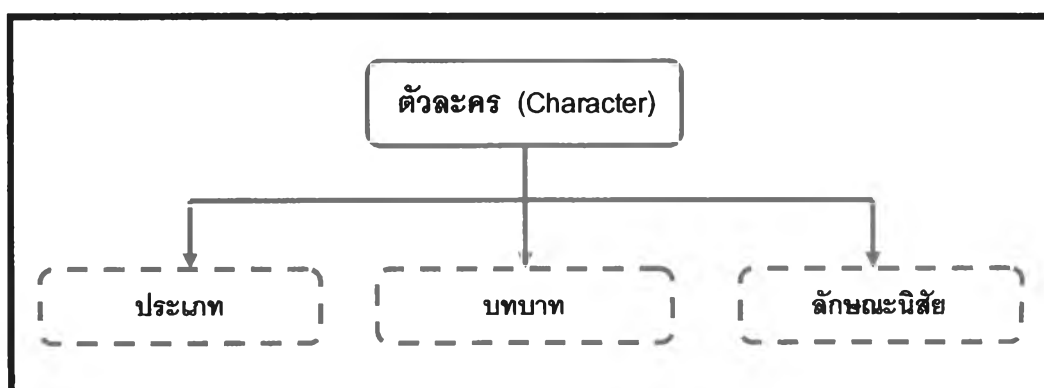 ตัวละคร (Character)
ประเภท
บทบาท
ลักษณะนิสัย